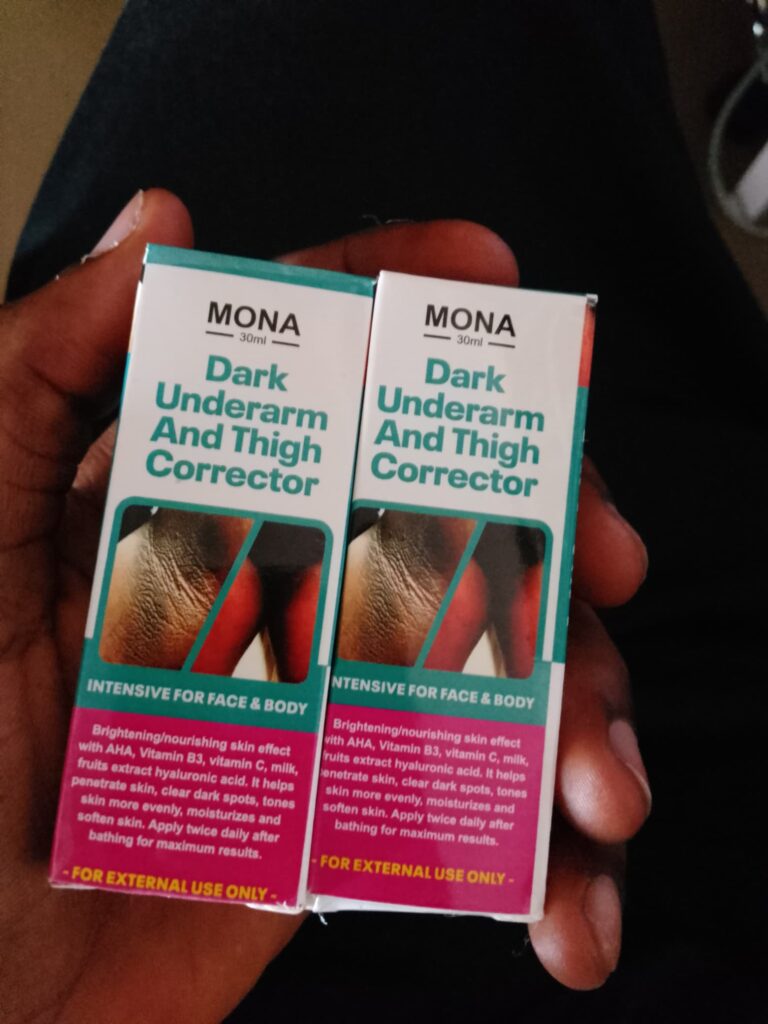 MONA
30ml
Dark
Underarm
And Thigh
Corrector
INTENSIVE FOR FACE & BODY
Brightening/nourishing skin effect
with AHA, Vitamin B3, vitamin C, milk,
fruits extract hyaluronic acid. It helps
penetrate skin, clear dark spots, tones
skin more evenly, moisturizes and
soften skin. Apply twice daily after
bathing for maximum results.
- FOR EXTERNAL USE ONLY -
MONA
30ml
Dark
Underarm
And Thigh
Corrector
NTENSIVE FOR FACE & BODY
Brightening/nourishing skin effect
with AHA, Vitamin B3, vitamin C, milk,
fruits extract hyaluronic acid. It helps
enetrate skin, clear dark spots, tones
skin more evenly, moisturizes and
soften skin. Apply twice daily after
bathing for maximum results.
- FOR EXTERNAL USE ONLY -